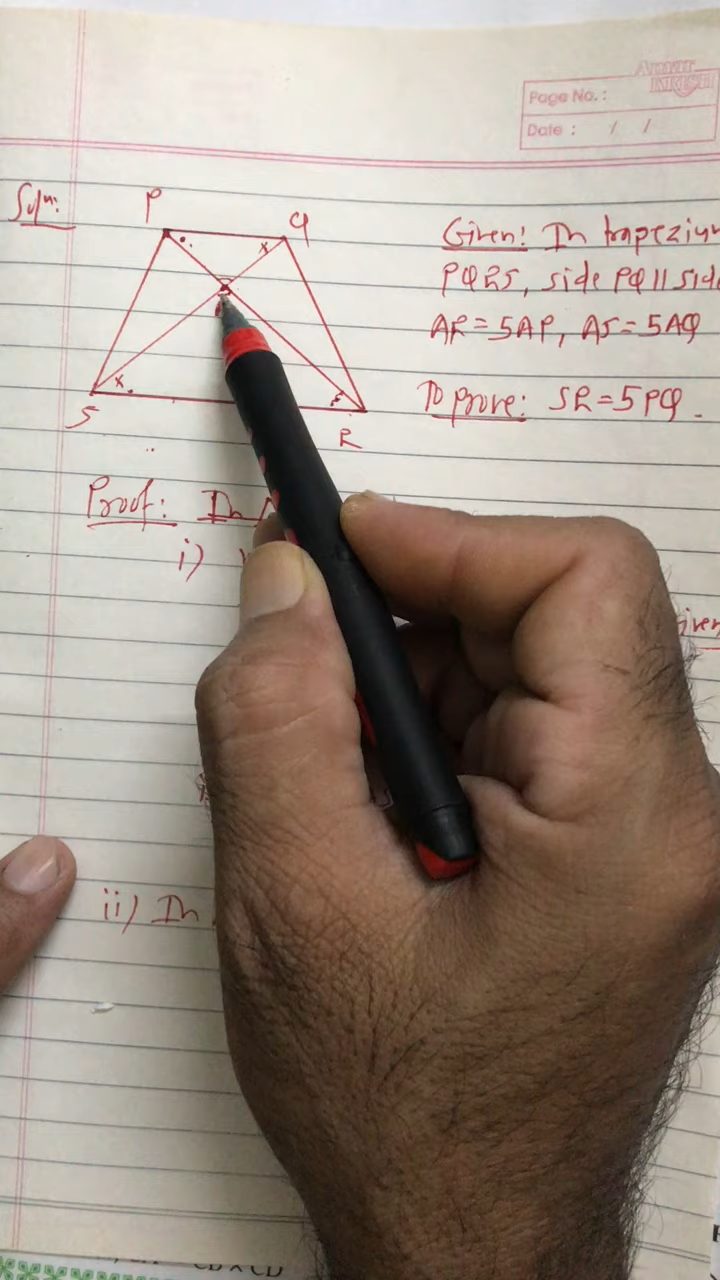 Page No. :
Date : / /
Soln:
P
Q
Given: In trapezium
PQRS, side PQ || side
AR = 5AP, AS = 5AQ
To prove: SR = 5PQ.
x
x
S
R
Proof: In
i)
ii) In